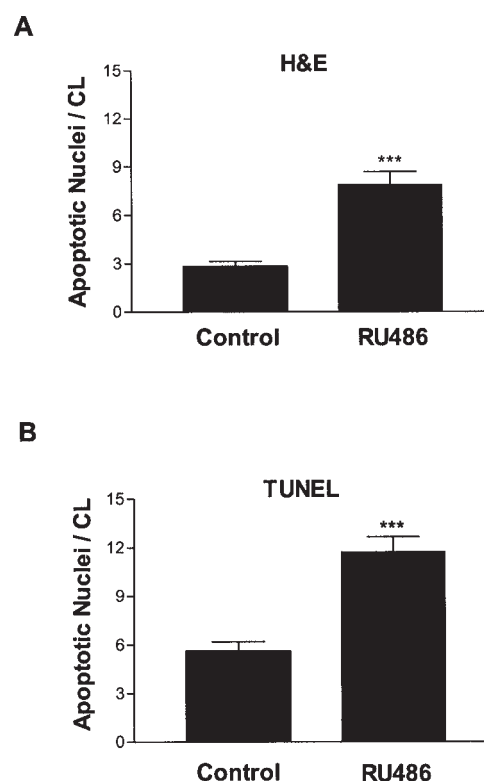 A
H&E
Apoptotic Nuclei / CL
15
12
9
6
3
0
***
Control RU486
B
TUNEL
Apoptotic Nuclei / CL
15
12
9
6
3
0
***
Control RU486